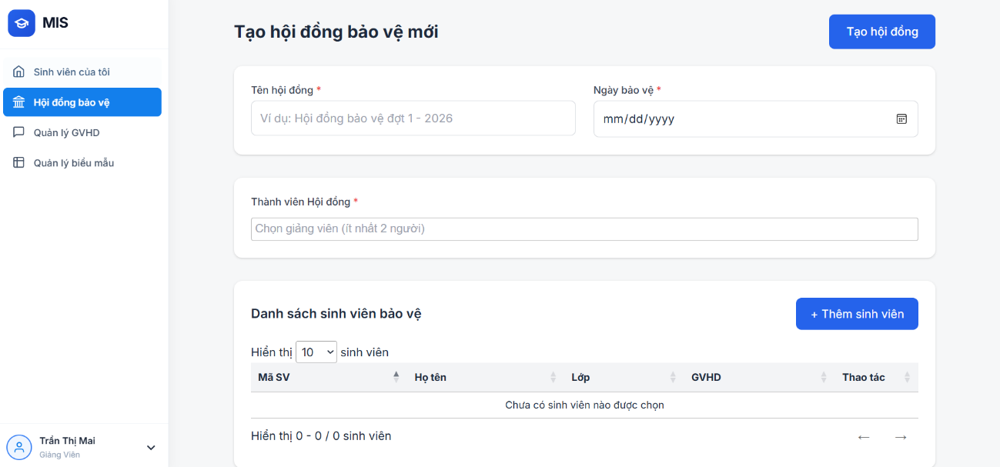 MIS
Sinh viên của tôi
Hội đồng bảo vệ
Quản lý GVHD
Quản lý biểu mẫu
Trần Thị Mai
Giảng Viên
Tạo hội đồng bảo vệ mới
Tạo hội đồng
Tên hội đồng *
Ngày bảo vệ *
Ví dụ: Hội đồng bảo vệ đợt 1 - 2026
mm/dd/yyyy
Thành viên Hội đồng *
Chọn giảng viên (ít nhất 2 người)
Danh sách sinh viên bảo vệ
+ Thêm sinh viên
Hiển thị 10 sinh viên
Mã SV Họ tên Lớp GVHD Thao tác
Chưa có sinh viên nào được chọn
Hiển thị 0 - 0 / 0 sinh viên ← →